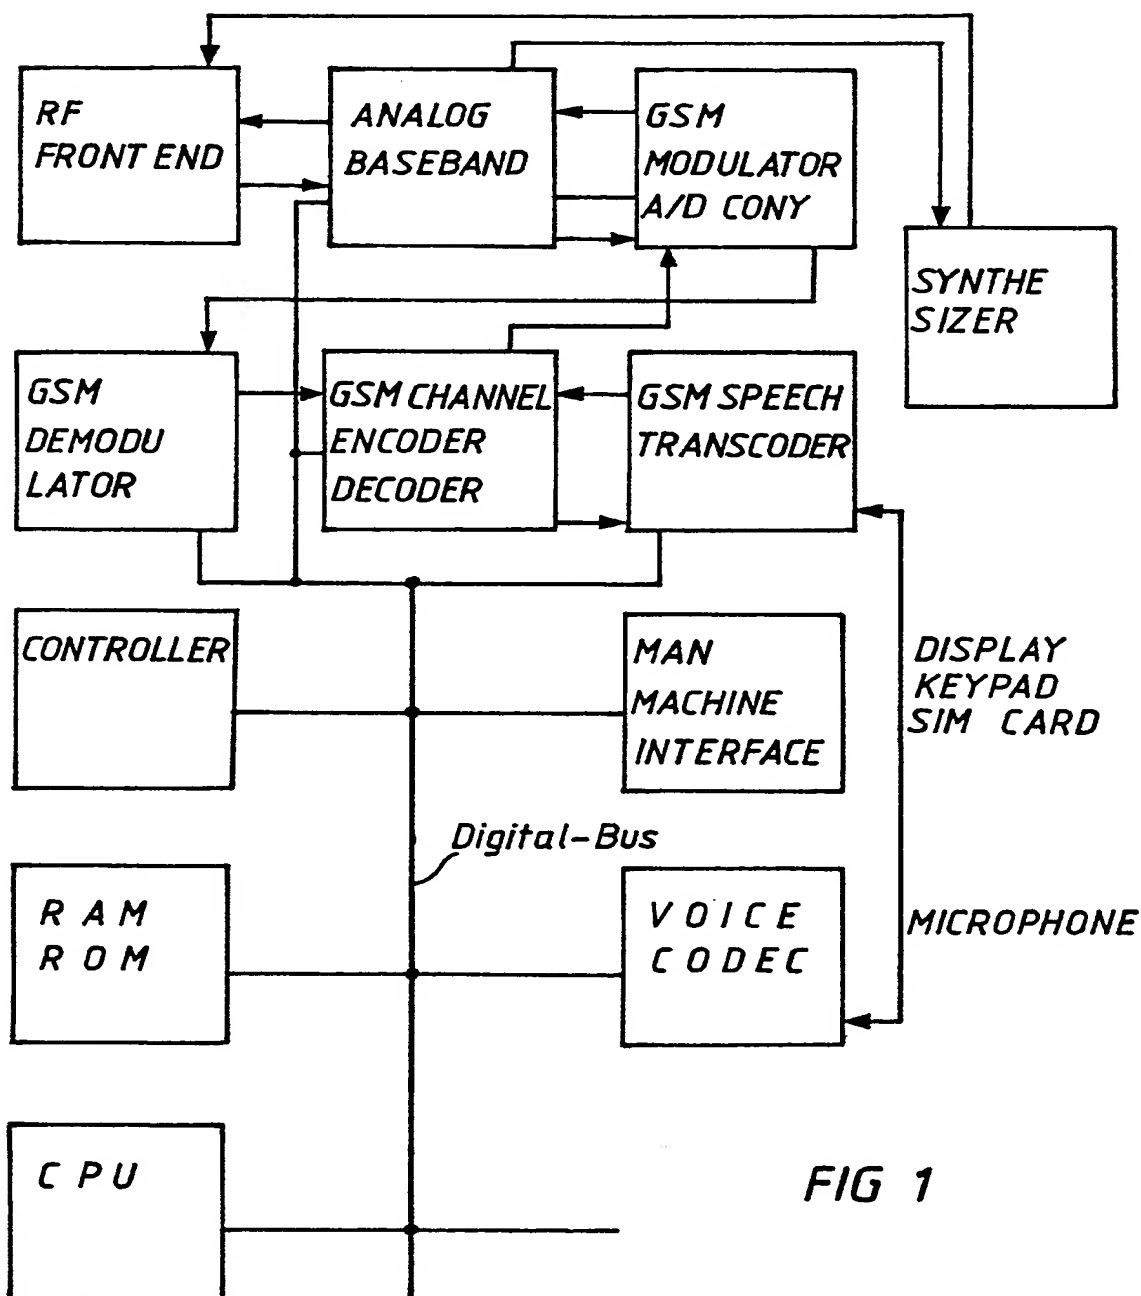 RF
FRONT END
ANALOG
BASEBAND
GSM
MODULATOR
A/D CONY
SYNTHE
SIZER
GSM
DEMODU
LATOR
GSM CHANNEL
ENCODER
DECODER
GSM SPEECH
TRANSCODER
CONTROLLER
MAN
MACHINE
INTERFACE
DISPLAY
KEYPAD
SIM CARD
Digital-Bus
RAM
ROM
VOICE
CODEC
MICROPHONE
CPU
FIG 1